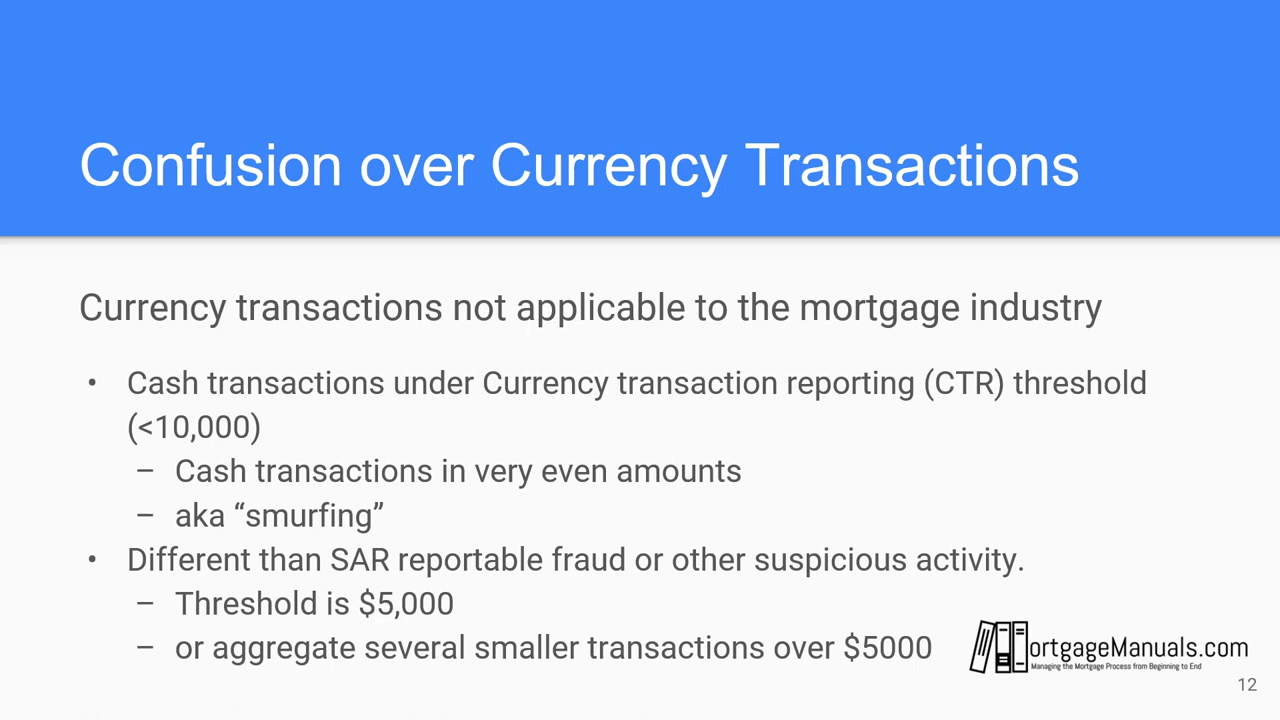 Confusion over Currency Transactions
Currency transactions not applicable to the mortgage industry
• Cash transactions under Currency transaction reporting (CTR) threshold
(<10,000)
– Cash transactions in very even amounts
– aka “smurfing”
• Different than SAR reportable fraud or other suspicious activity.
– Threshold is $5,000
– or aggregate several smaller transactions over $5000
ortgageManuals.com
Managing the Mortgage Process from Beginning to End
12